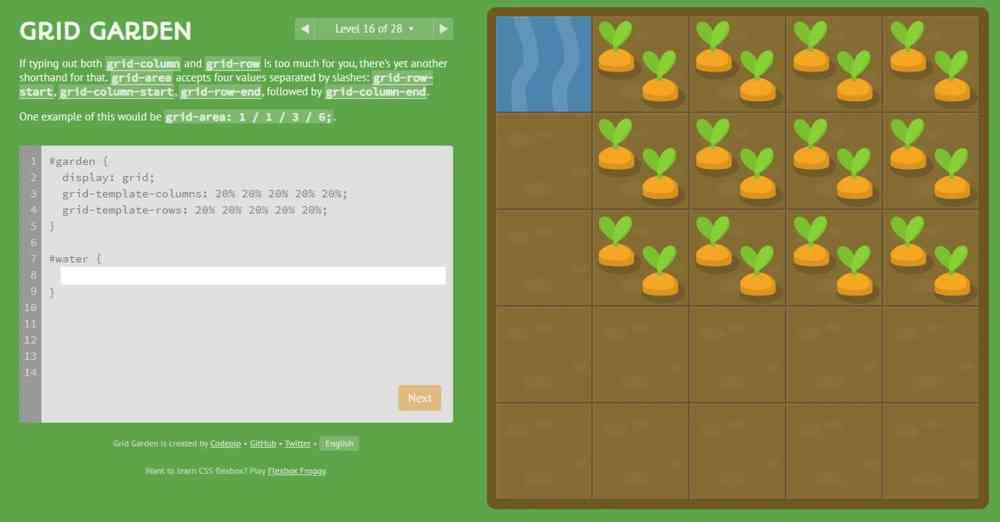 GRID GARDEN
Level 16 of 28
If typing out both grid-column and grid-row is too much for you, there's yet another
shorthand for that. grid-area accepts four values separated by slashes: grid-row-
start, grid-column-start, grid-row-end, followed by grid-column-end.
One example of this would be grid-area: 1 / 1 / 3 / 6;.
1 #garden {
2 display: grid;
3 grid-template-columns: 20% 20% 20% 20% 20%;
4 grid-template-rows: 20% 20% 20% 20% 20%;
5 }
6
7 #water {
8
9 }
10
11
12
13
14
Next
Grid Garden is created by Codepip • GitHub • Twitter • English
Want to learn CSS flexbox? Play Flexbox Froggy.